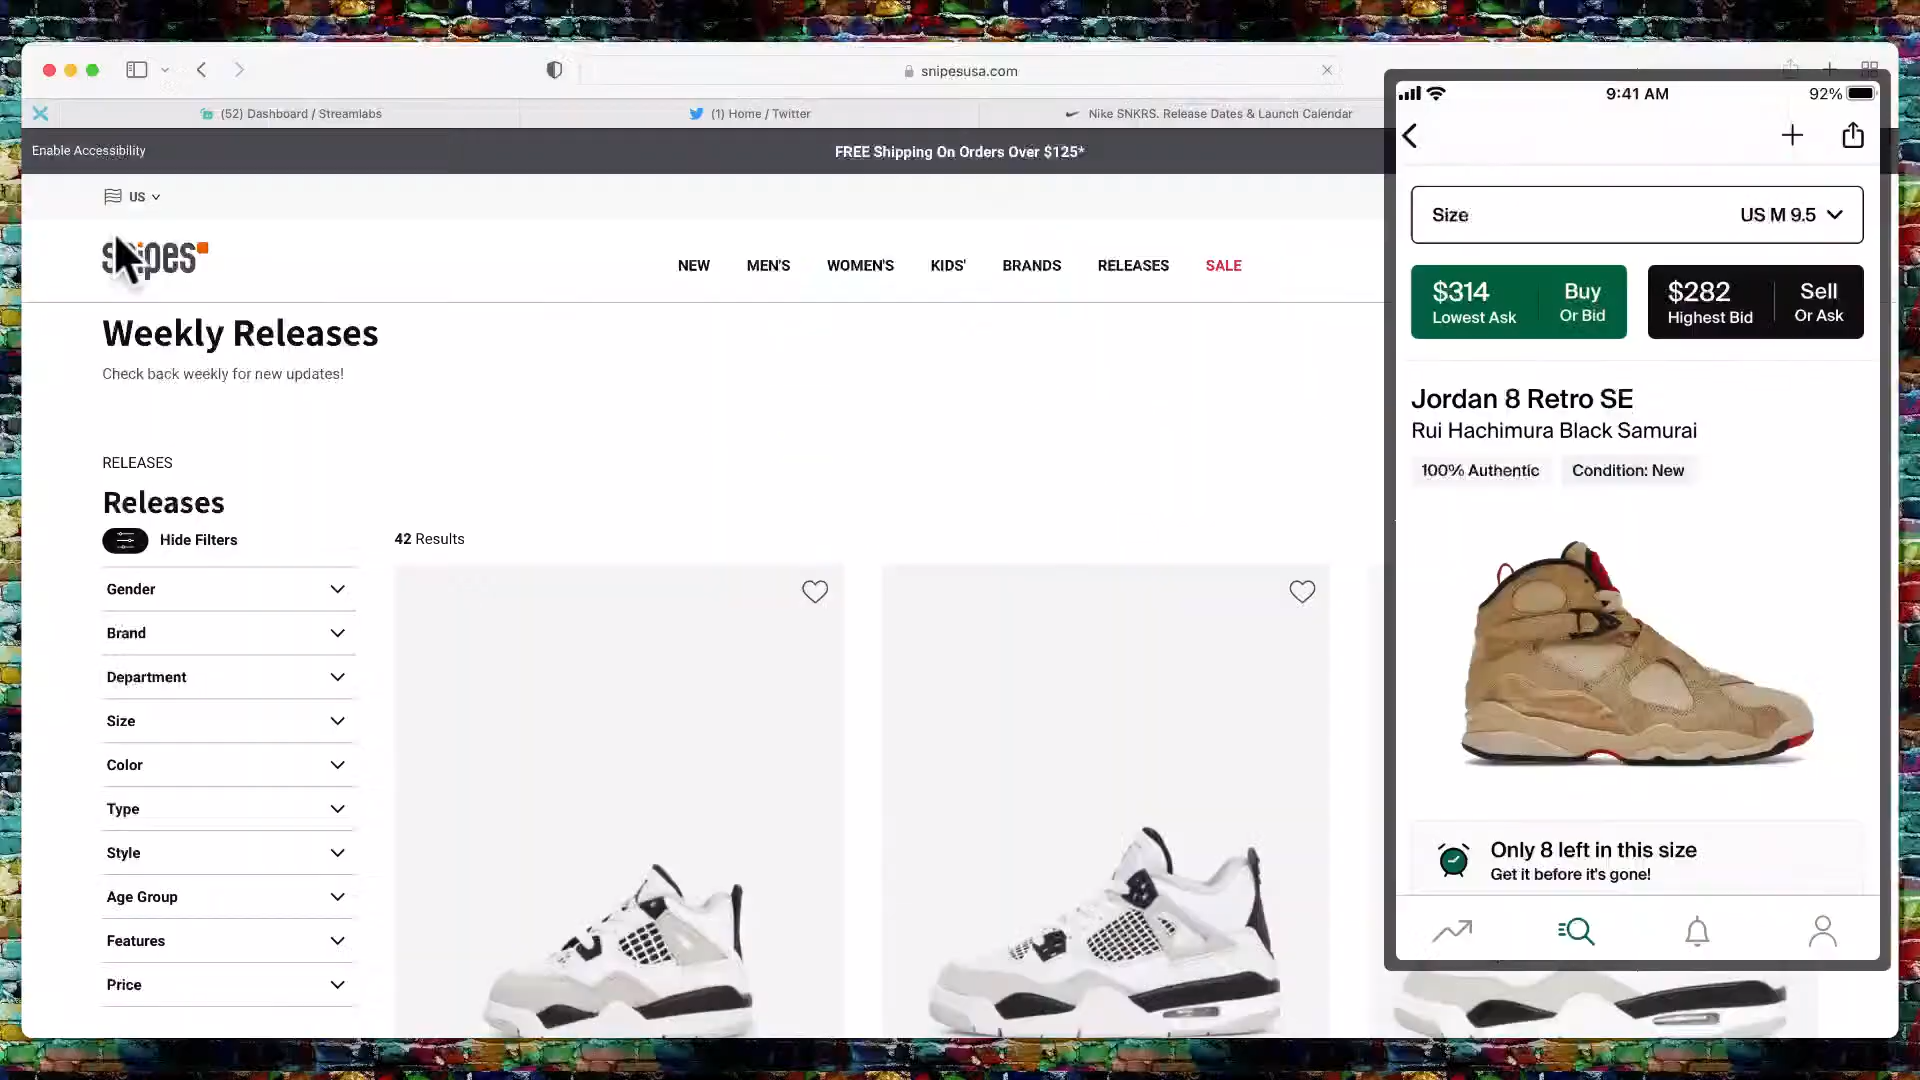 snipesusa.com
(52) Dashboard / Streamlabs
(1) Home / Twitter
Nike SNKRS. Release Dates & Launch Calendar
Enable Accessibility
FREE Shipping On Orders Over $125*
US
snipes
NEW
MEN'S
WOMEN'S
KIDS'
BRANDS
RELEASES
SALE
Weekly Releases
Check back weekly for new updates!
RELEASES
Releases
Hide Filters
42 Results
Gender
Brand
Department
Size
Color
Type
Style
Age Group
Features
Price
9:41 AM
92%
Size
US M 9.5
$314
Lowest Ask
Buy
Or Bid
$282
Highest Bid
Sell
Or Ask
Jordan 8 Retro SE
Rui Hachimura Black Samurai
100% Authentic
Condition: New
Only 8 left in this size
Get it before it's gone!